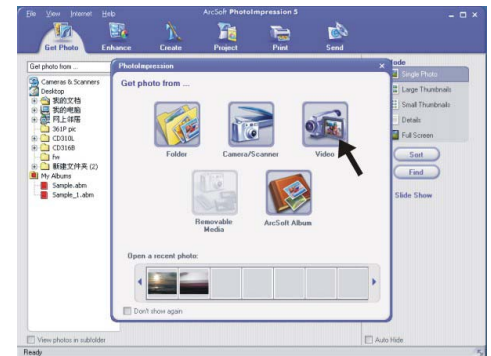 File View Internet Help
ArcSoft PhotoImpression 5
Get Photo Enhance Create Project Print Send
Get photo from ...
Cameras & Scanners
Desktop
我的文档
我的电脑
网上邻居
361P pic
CD310L
CD316B
fw
新建文件夹 (2)
My Albums
Sample.abm
Sample_1.abm
PhotoImpression
Get photo from ...
Folder
Camera/Scanner
Video
Removable
Media
ArcSoft Album
Open a recent photo:
Don't show again
Mode
Single Photo
Large Thumbnails
Small Thumbnails
Details
Full Screen
Sort
Find
Slide Show
View photos in subfolder
Auto Hide
Ready